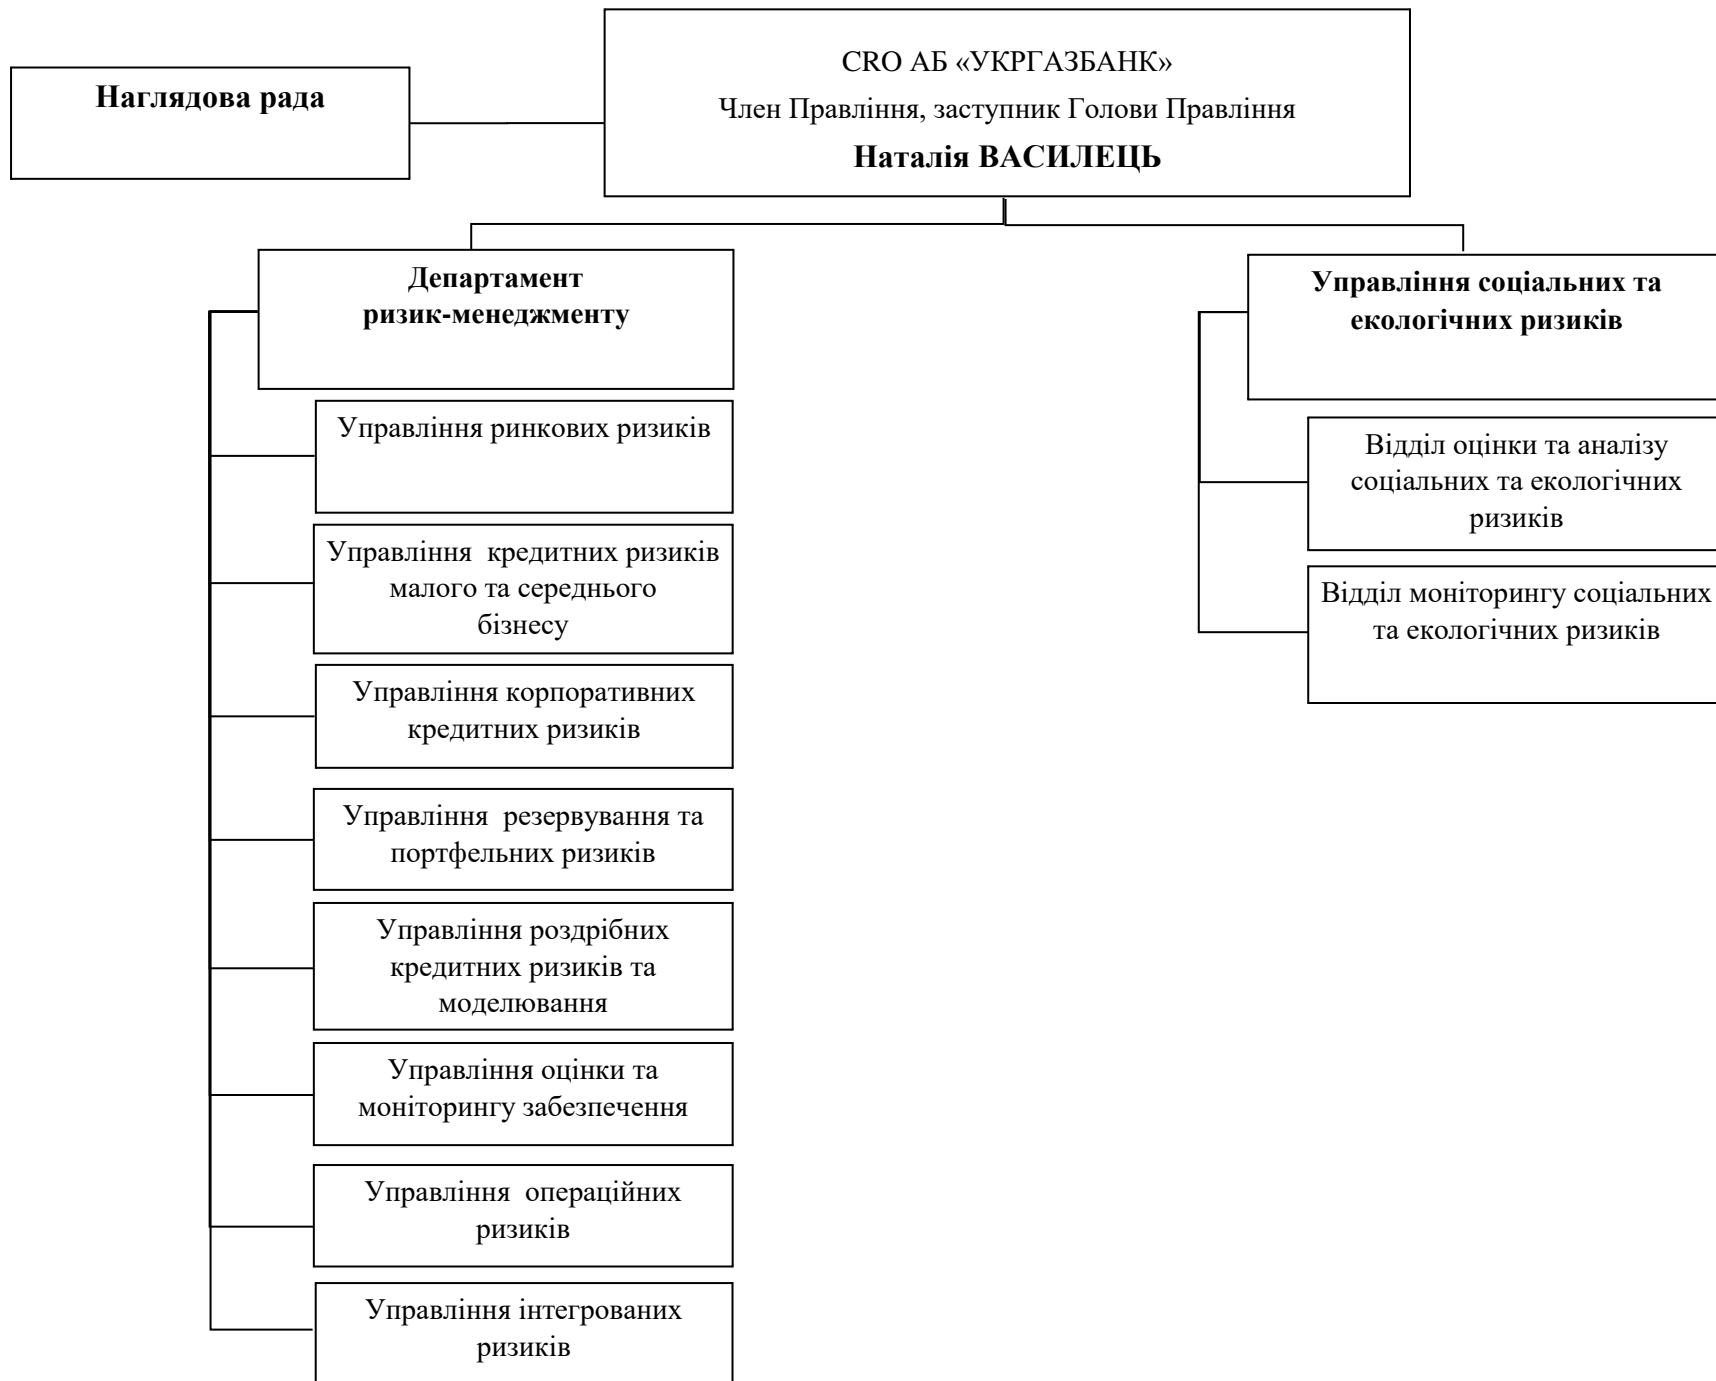 Наглядова рада
CRO АБ «УКРГАЗБАНК»
Член Правління, заступник Голови Правління
Наталія ВАСИЛЕЦЬ
Департамент
ризик-менеджменту
Управління ринкових ризиків
Управління  кредитних ризиків
малого та середнього
бізнесу
Управління корпоративних
кредитних ризиків
Управління  резервування та
портфельних ризиків
Управління роздрібних
кредитних ризиків та
моделювання
Управління оцінки та
моніторингу забезпечення
Управління  операційних
ризиків
Управління інтегрованих
ризиків
Управління соціальних та
екологічних ризиків
Відділ оцінки та аналізу
соціальних та екологічних
ризиків
Відділ моніторингу соціальних
та екологічних ризиків